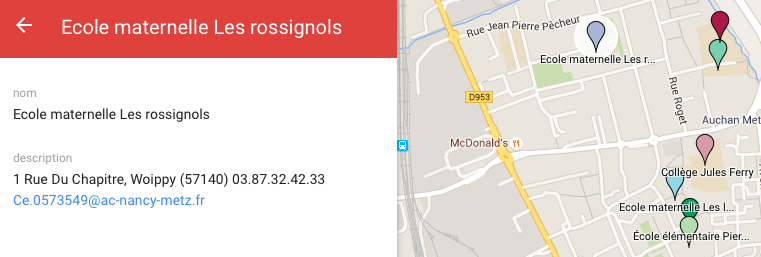 Ecole maternelle Les rossignols
nom
Ecole maternelle Les rossignols
description
1 Rue Du Chapitre, Woippy (57140) 03.87.32.42.33
Ce.0573549@ac-nancy-metz.fr
Rue Jean Pierre Pêcheur
Ecole maternelle Les r...
Rue Roget
D953
Auchan Met
McDonald's
Collège Jules Ferry
Ecole maternelle Les l...
École élémentaire Pier...